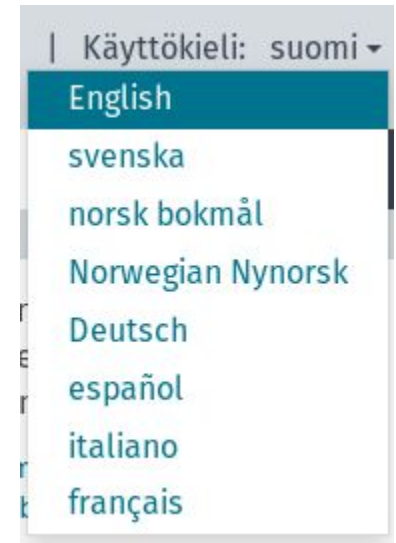 | Käyttökieli: suomi
English
svenska
norsk bokmål
Norwegian Nynorsk
Deutsch
español
italiano
français